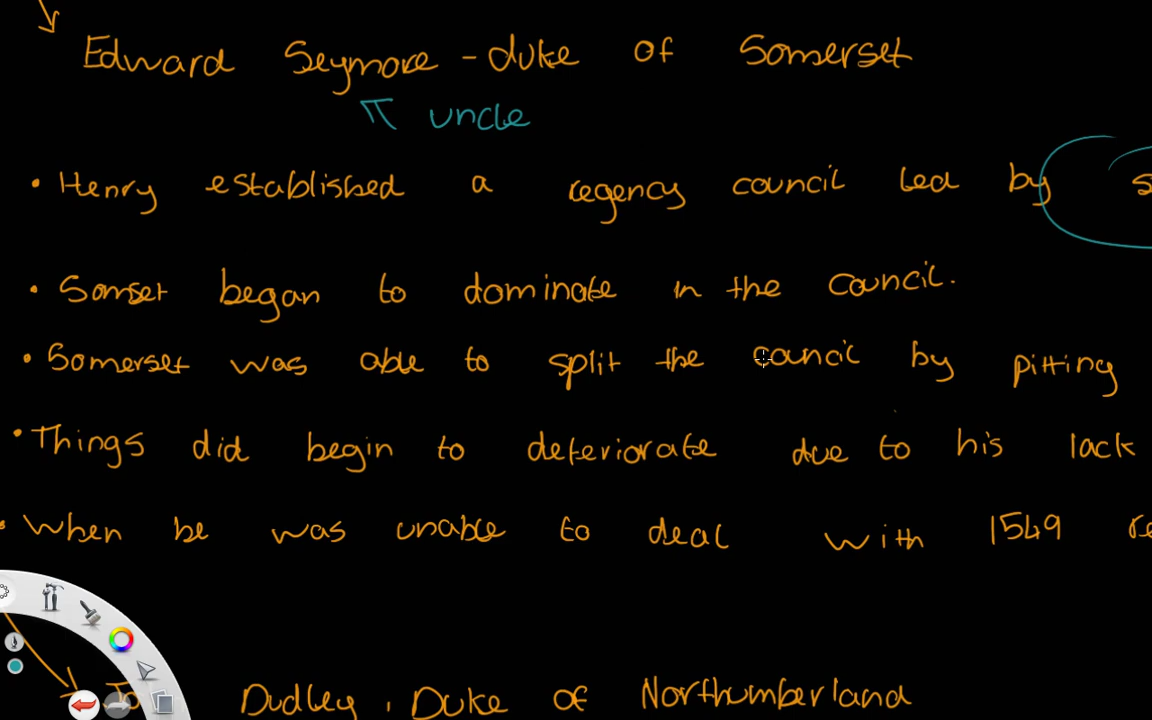 Edward Seymore - duke of Somerset
uncle
• Henry established a regency council led by
• Somset began to dominate in the council.
• Somerset was able to split the council by pitting
• Things did begin to deteriorate due to his lack
• When he was unable to deal with 1549
Dudley, Duke of Northumberland